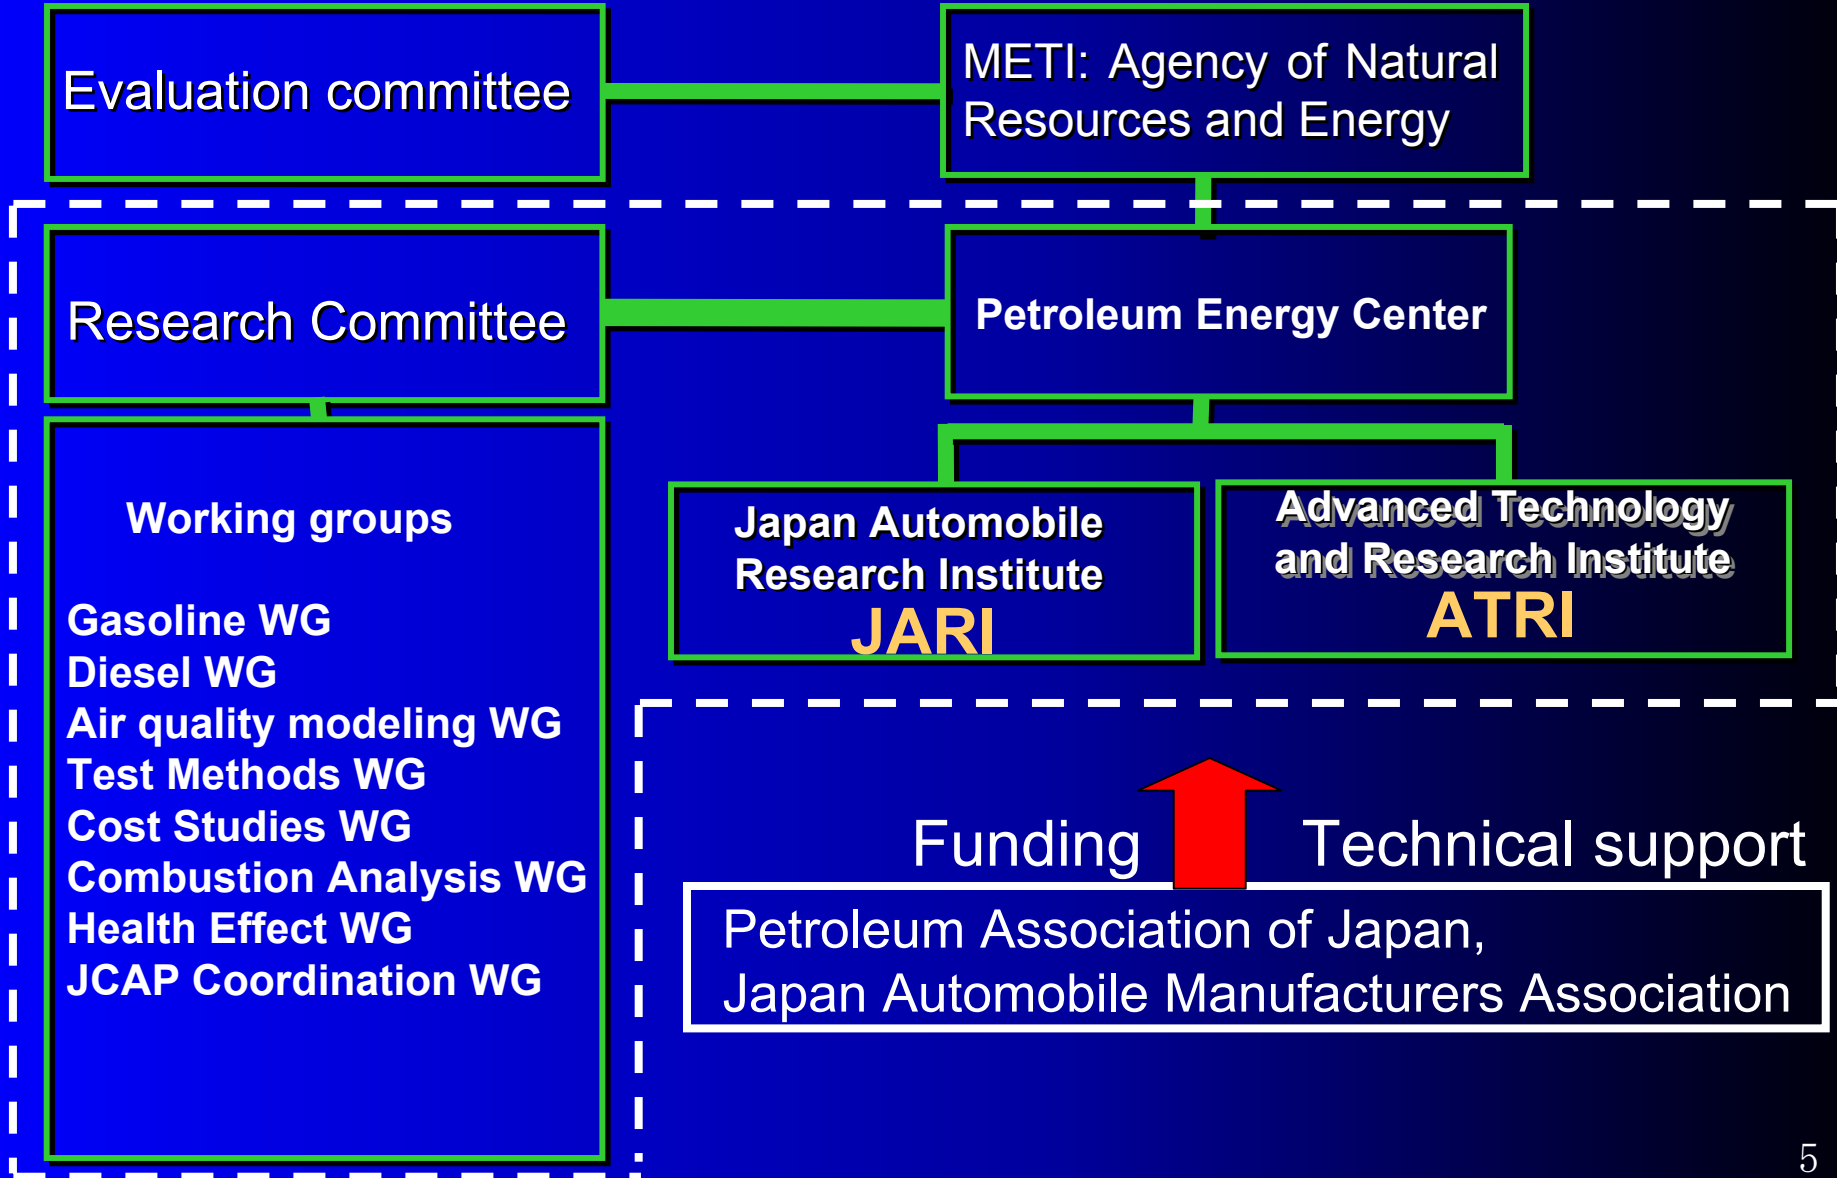 Evaluation committee
METI: Agency of Natural
Resources and Energy
Research Committee
Petroleum Energy Center
Working groups
Gasoline WG
Diesel WG
Air quality modeling WG
Test Methods WG
Cost Studies WG
Combustion Analysis WG
Health Effect WG
JCAP Coordination WG
Japan Automobile
Research Institute
JARI
Advanced Technology
and Research Institute
ATRI
Funding
Technical support
Petroleum Association of Japan,
Japan Automobile Manufacturers Association
5